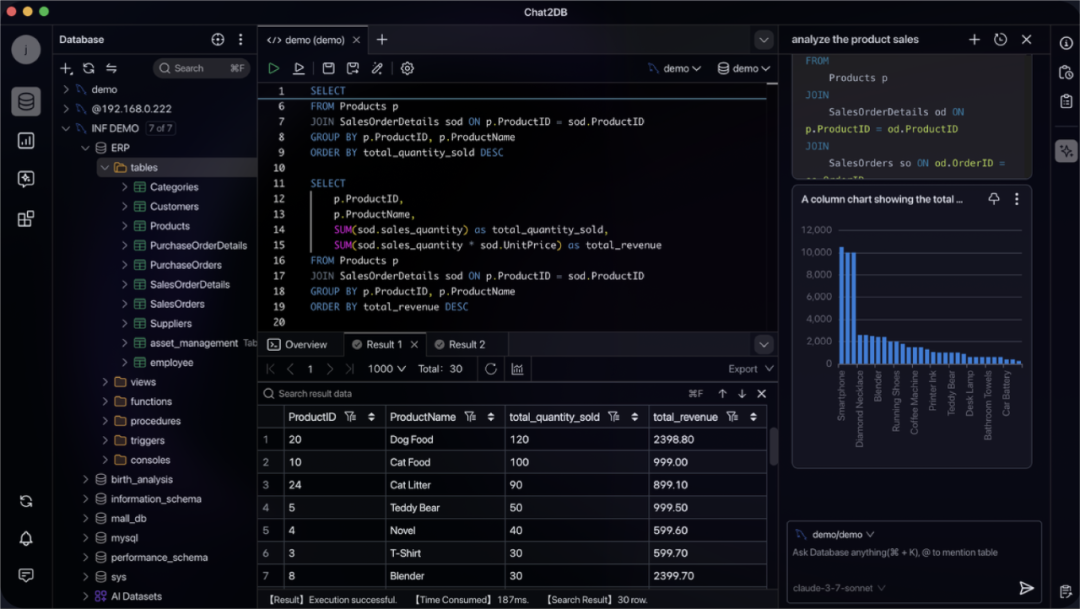 Chat2DB
j
Database
</> demo (demo)
analyze the product sales
Search ⌘F
demo
demo
demo
@192.168.0.222
INF DEMO 7 of 7
ERP
tables
Categories
Customers
Products
PurchaseOrderDetails
PurchaseOrders
SalesOrderDetails
SalesOrders
Suppliers
asset_management Tab
employee
views
functions
procedures
triggers
consoles
birth_analysis
information_schema
mall_db
mysql
performance_schema
sys
AI Datasets
1 SELECT
6 FROM Products p
7 JOIN SalesOrderDetails sod ON p.ProductID = sod.ProductID
8 GROUP BY p.ProductID, p.ProductName
9 ORDER BY total_quantity_sold DESC
10
11 SELECT
12 p.ProductID,
13 p.ProductName,
14 SUM(sod.sales_quantity) as total_quantity_sold,
15 SUM(sod.sales_quantity * sod.UnitPrice) as total_revenue
16 FROM Products p
17 JOIN SalesOrderDetails sod ON p.ProductID = sod.ProductID
18 GROUP BY p.ProductID, p.ProductName
19 ORDER BY total_revenue DESC
20
Overview
Result 1
Result 2
1 1000 Total: 30 Export
Search result data ⌘F
ProductID ProductName total_quantity_sold total_revenue
1 20 Dog Food 120 2398.80
2 10 Cat Food 100 999.00
3 24 Cat Litter 90 899.10
4 5 Teddy Bear 50 999.50
5 4 Novel 40 599.60
6 3 T-Shirt 30 599.70
7 8 Blender 30 2399.70
【Result】Execution successful. 【Time Consumed】187ms. 【Search Result】30 row.
FROM
Products p
JOIN
SalesOrderDetails od ON
p.ProductID = od.ProductID
JOIN
SalesOrders so ON od.OrderID =
A column chart showing the total ...
12,000
10,000
8,000
6,000
4,000
2,000
0
Smartphone
Diamond Necklace
Blender
Running Shoes
Coffee Machine
Printer Ink
Teddy Bear
Desk Lamp
Bathroom Towels
Car Battery
demo/demo
Ask Database anything(⌘ + K), @ to mention table
claude-3-7-sonnet